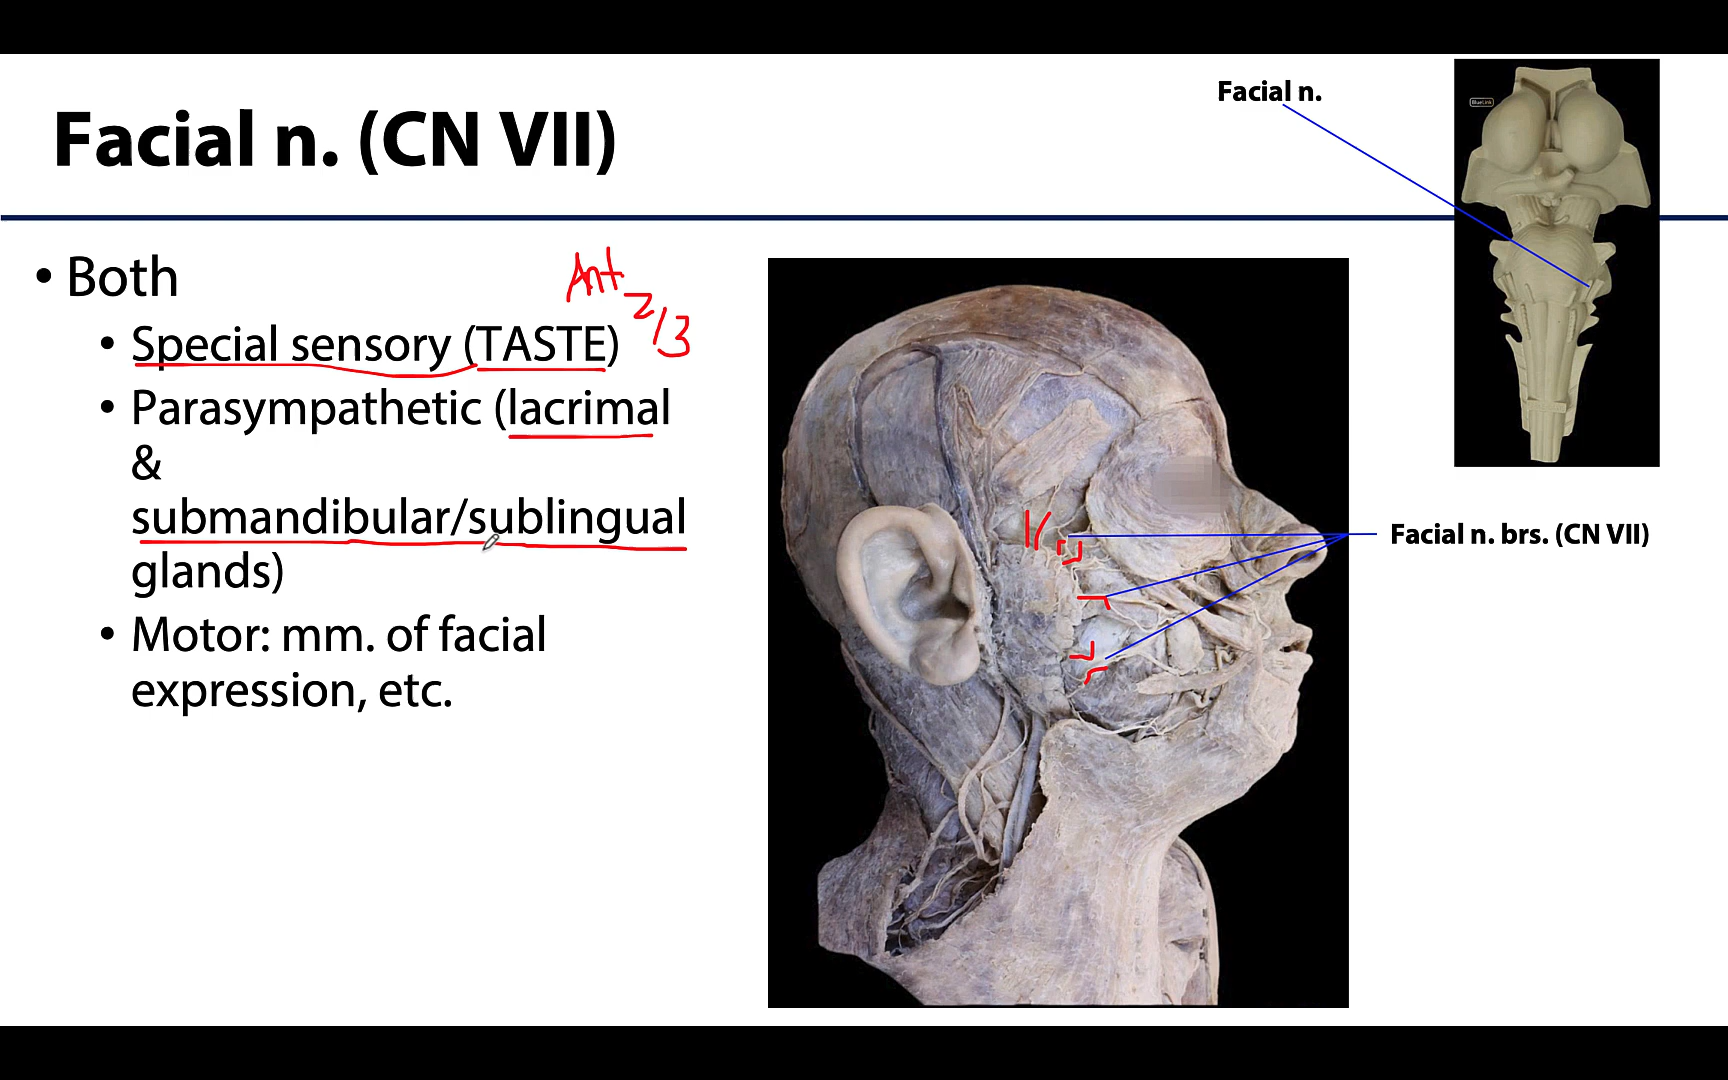 Facial n. (CN VII)
Facial n.
BlueLink
• Both
Ant 2/3
• Special sensory (TASTE)
• Parasympathetic (lacrimal
&
submandibular/sublingual
glands)
• Motor: mm. of facial
expression, etc.
Facial n. brs. (CN VII)